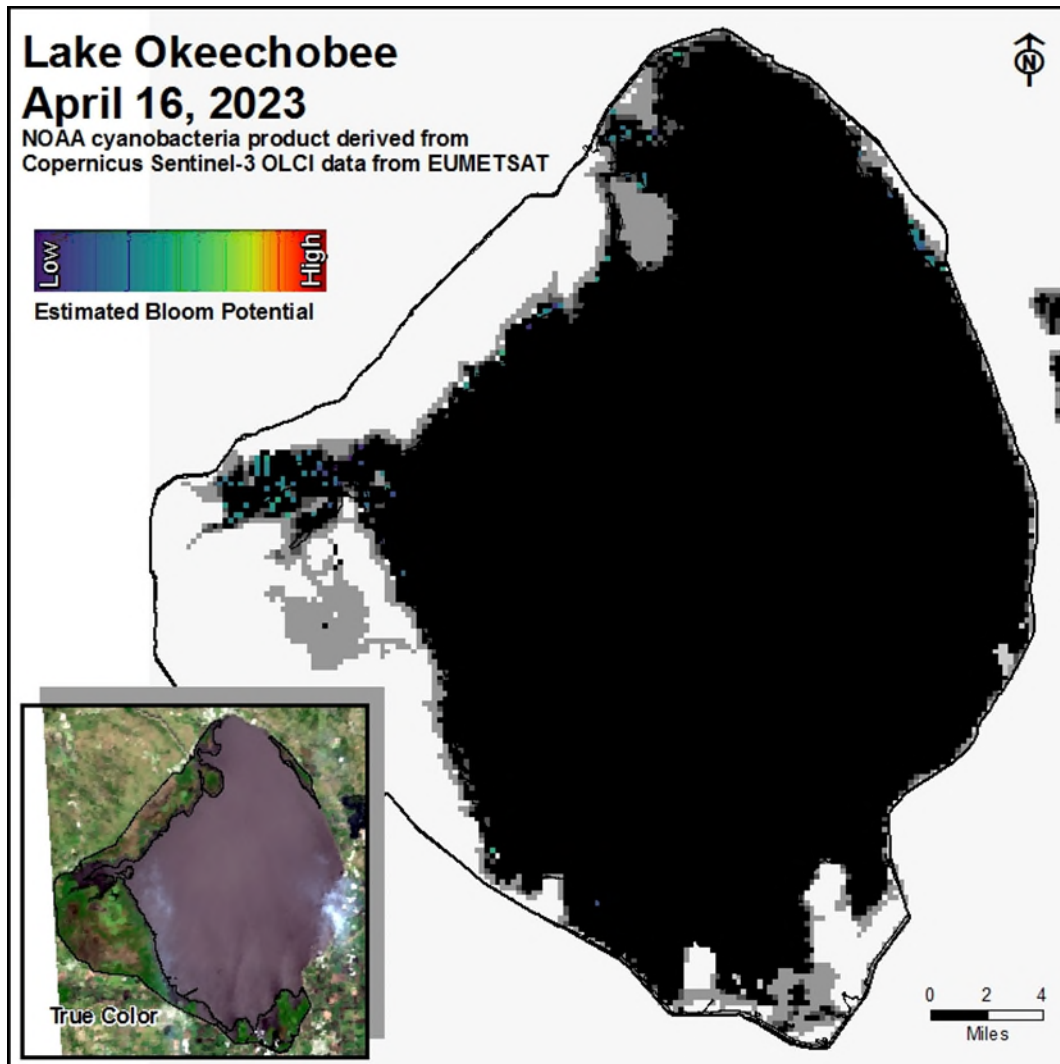 Lake Okeechobee
April 16, 2023
NOAA cyanobacteria product derived from
Copernicus Sentinel-3 OLCI data from EUMETSAT
N
Low
High
Estimated Bloom Potential
True Color
0 2 4
Miles